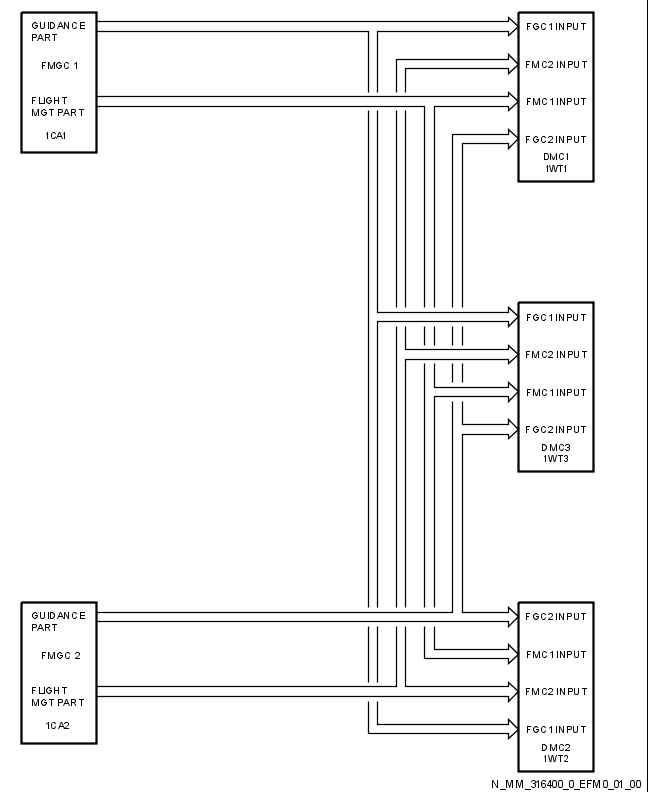 GUIDANCE
PART
FMGC 1
FLIGHT
MGT PART
1CA1
FGC1 INPUT
FMC2 INPUT
FMC1 INPUT
FGC2 INPUT
DMC1
1WT1
FGC1 INPUT
FMC2 INPUT
FMC1 INPUT
FGC2 INPUT
DMC3
1WT3
GUIDANCE
PART
FMGC 2
FLIGHT
MGT PART
1CA2
FGC2 INPUT
FMC1 INPUT
FMC2 INPUT
FGC1 INPUT
DMC2
1WT2
N_MM_316400_0_EFM0_01_00